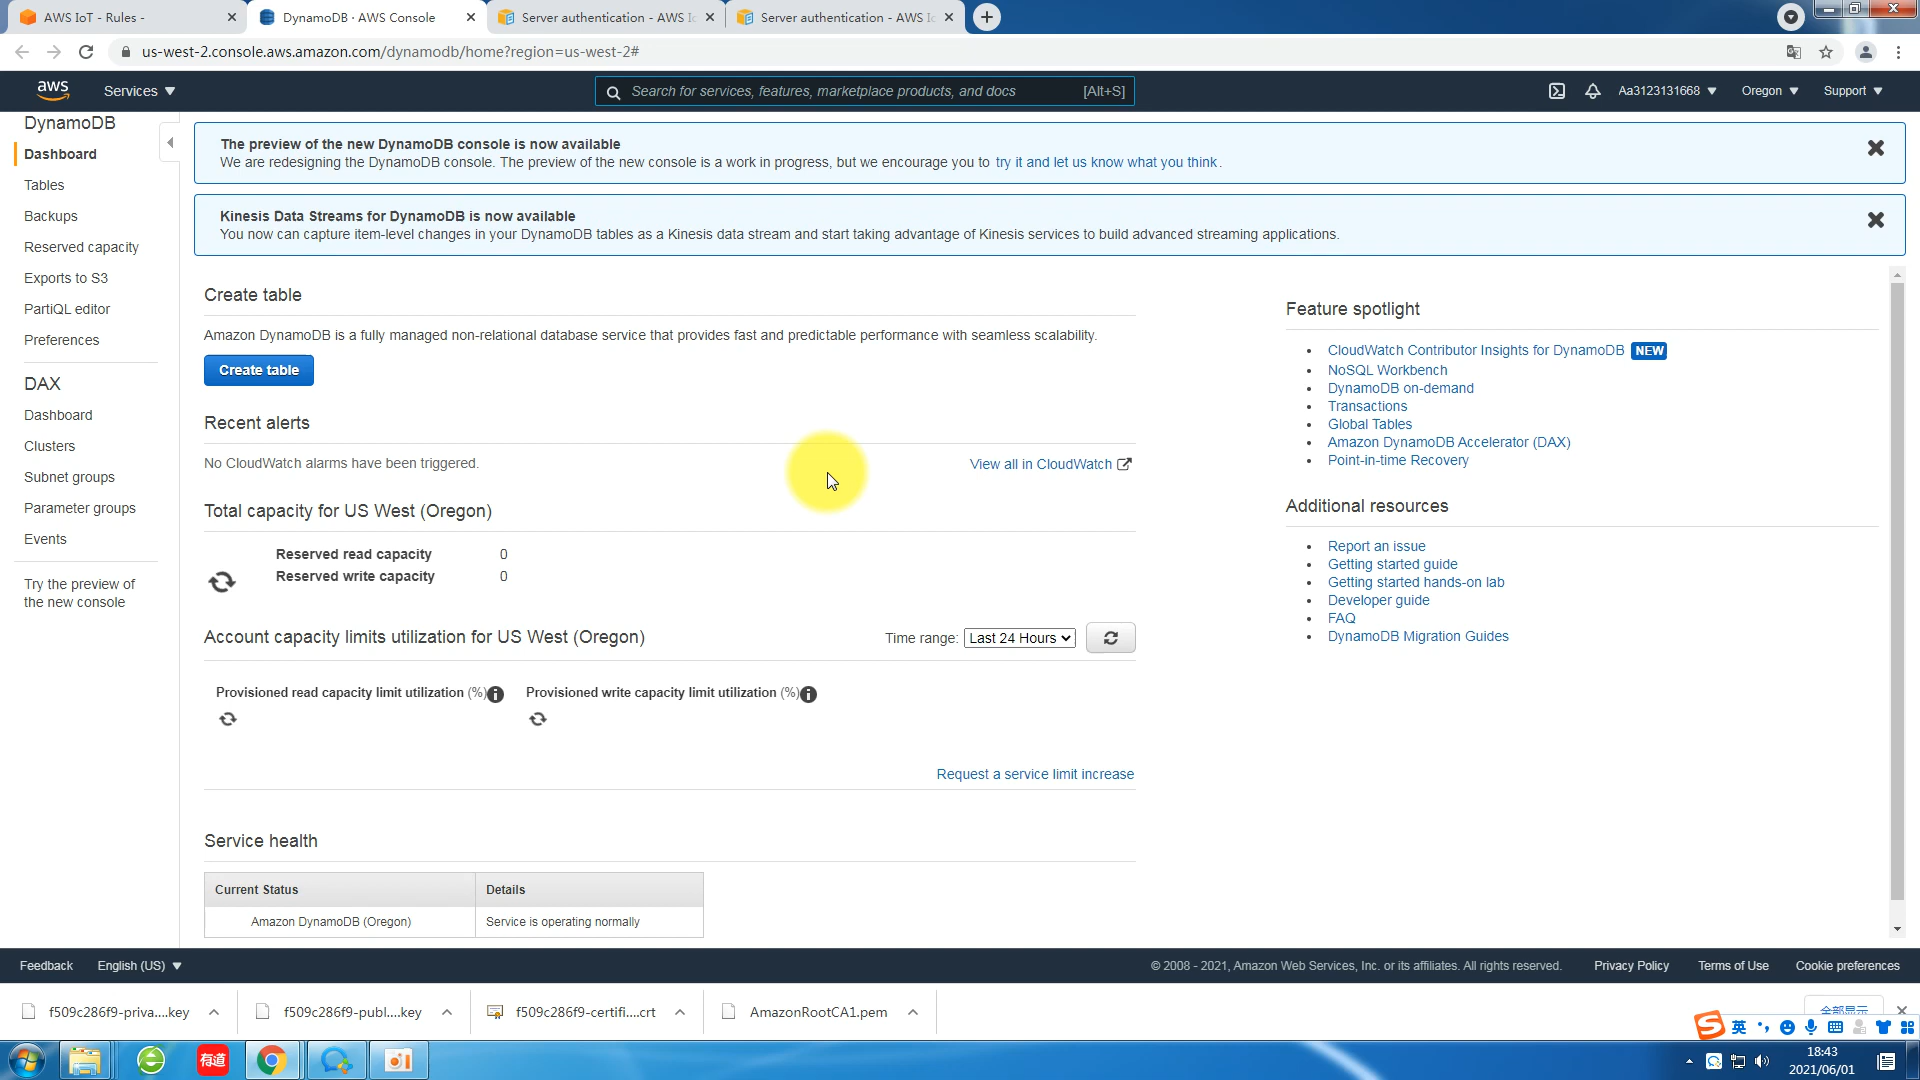 AWS IoT - Rules -
DynamoDB · AWS Console
Server authentication - AWS Io
Server authentication - AWS Io
us-west-2.console.aws.amazon.com/dynamodb/home?region=us-west-2#
aws
Services
Search for services, features, marketplace products, and docs
[Alt+S]
Aa3123131668
Oregon
Support
DynamoDB
Dashboard
Tables
Backups
Reserved capacity
Exports to S3
PartiQL editor
Preferences
DAX
Dashboard
Clusters
Subnet groups
Parameter groups
Events
Try the preview of
the new console
The preview of the new DynamoDB console is now available
We are redesigning the DynamoDB console. The preview of the new console is a work in progress, but we encourage you to try it and let us know what you think.
Kinesis Data Streams for DynamoDB is now available
You now can capture item-level changes in your DynamoDB tables as a Kinesis data stream and start taking advantage of Kinesis services to build advanced streaming applications.
Create table
Amazon DynamoDB is a fully managed non-relational database service that provides fast and predictable performance with seamless scalability.
Create table
Recent alerts
No CloudWatch alarms have been triggered.
View all in CloudWatch
Total capacity for US West (Oregon)
Reserved read capacity 0
Reserved write capacity 0
Account capacity limits utilization for US West (Oregon)
Time range: Last 24 Hours
Provisioned read capacity limit utilization (%)
Provisioned write capacity limit utilization (%)
Request a service limit increase
Service health
Current Status
Details
Amazon DynamoDB (Oregon)
Service is operating normally
Feature spotlight
CloudWatch Contributor Insights for DynamoDB NEW
NoSQL Workbench
DynamoDB on-demand
Transactions
Global Tables
Amazon DynamoDB Accelerator (DAX)
Point-in-time Recovery
Additional resources
Report an issue
Getting started guide
Getting started hands-on lab
Developer guide
FAQ
DynamoDB Migration Guides
Feedback
English (US)
© 2008 - 2021, Amazon Web Services, Inc. or its affiliates. All rights reserved.
Privacy Policy
Terms of Use
Cookie preferences
f509c286f9-priva....key
f509c286f9-publ....key
f509c286f9-certifi....crt
AmazonRootCA1.pem
全部显示
英
有道
18:43
2021/06/01